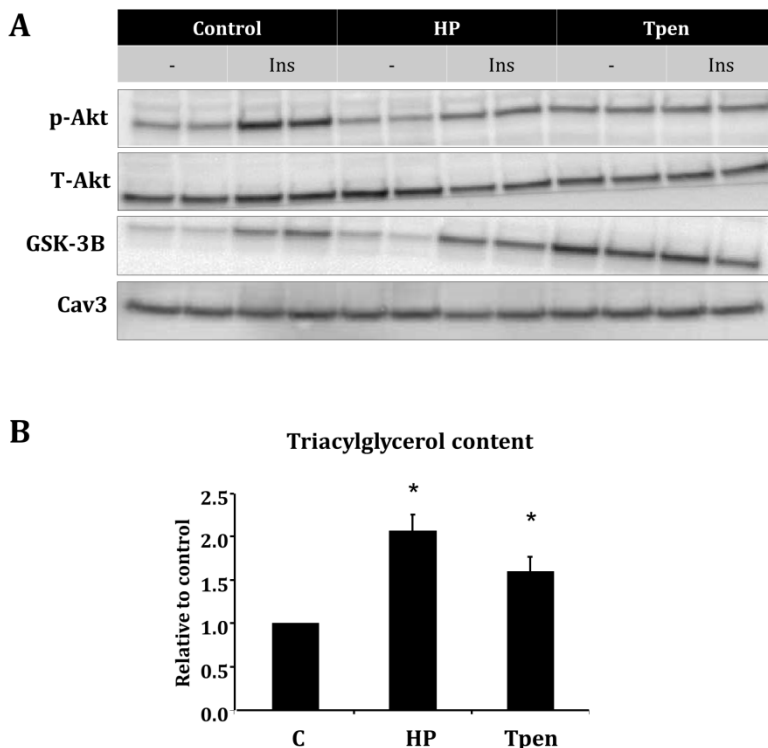 A
Control HP Tpen
- Ins - Ins - Ins
p-Akt
T-Akt
GSK-3B
Cav3
B
Triacylglycerol content
Relative to control
2.5
2.0
1.5
1.0
0.5
0.0
* *
C HP Tpen